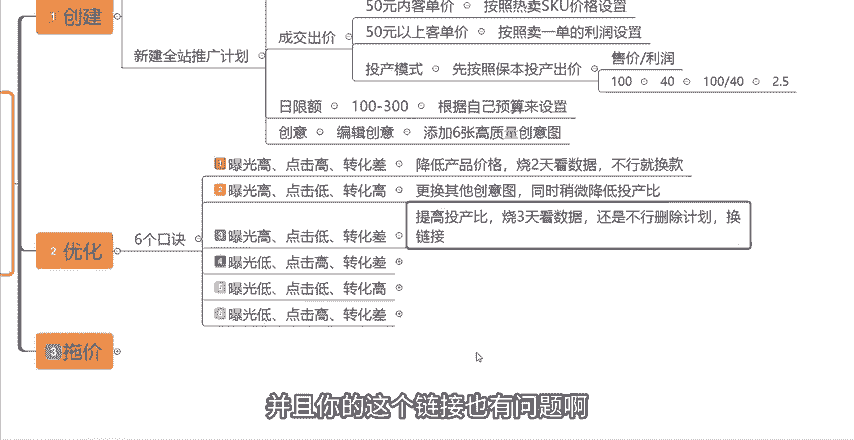 50元内客单价 按照热卖SKU价格设置
1 创建
成交出价 50元以上客单价 按照卖一单的利润设置
新建全站推广计划
投产模式 先按照保本投产出价 售价/利润
100 40 100/40 2.5
日限额 100-300 根据自己预算来设置
创意 编辑创意 添加6张高质量创意图
1 曝光高、点击高、转化差 降低产品价格，烧2天看数据，不行就换款
2 曝光高、点击低、转化高 更换其他创意图，同时稍微降低投产比
2 优化 6个口诀
3 曝光高、点击低、转化差 提高投产比，烧3天看数据，还是不行删除计划，换
链接
4 曝光低、点击高、转化差
曝光低、点击低、转化高
曝光低、点击高、转化差
3 拖价
并且你的这个链接也有问题啊